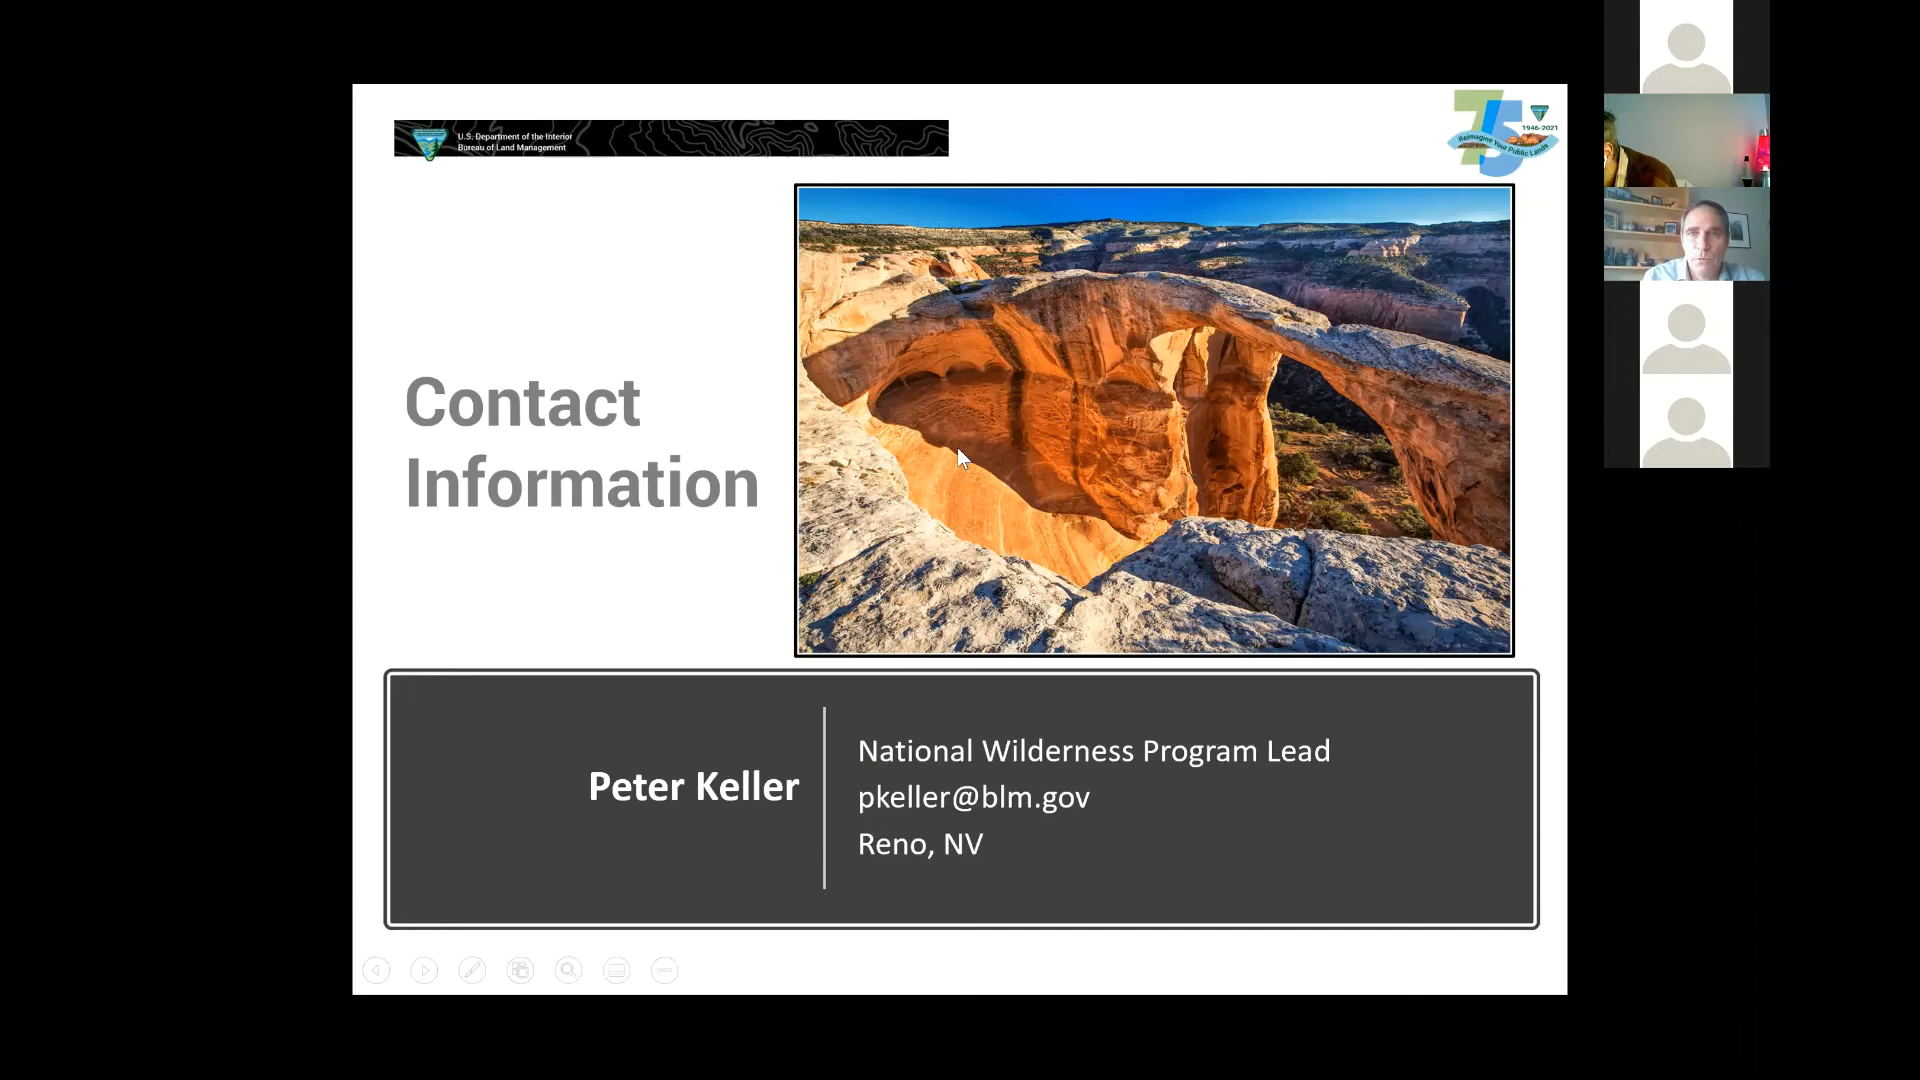 U.S. Department of the Interior
Bureau of Land Management
75
1946-2021
Reimagine Your Public Lands
Contact
Information
Peter Keller
National Wilderness Program Lead
pkeller@blm.gov
Reno, NV